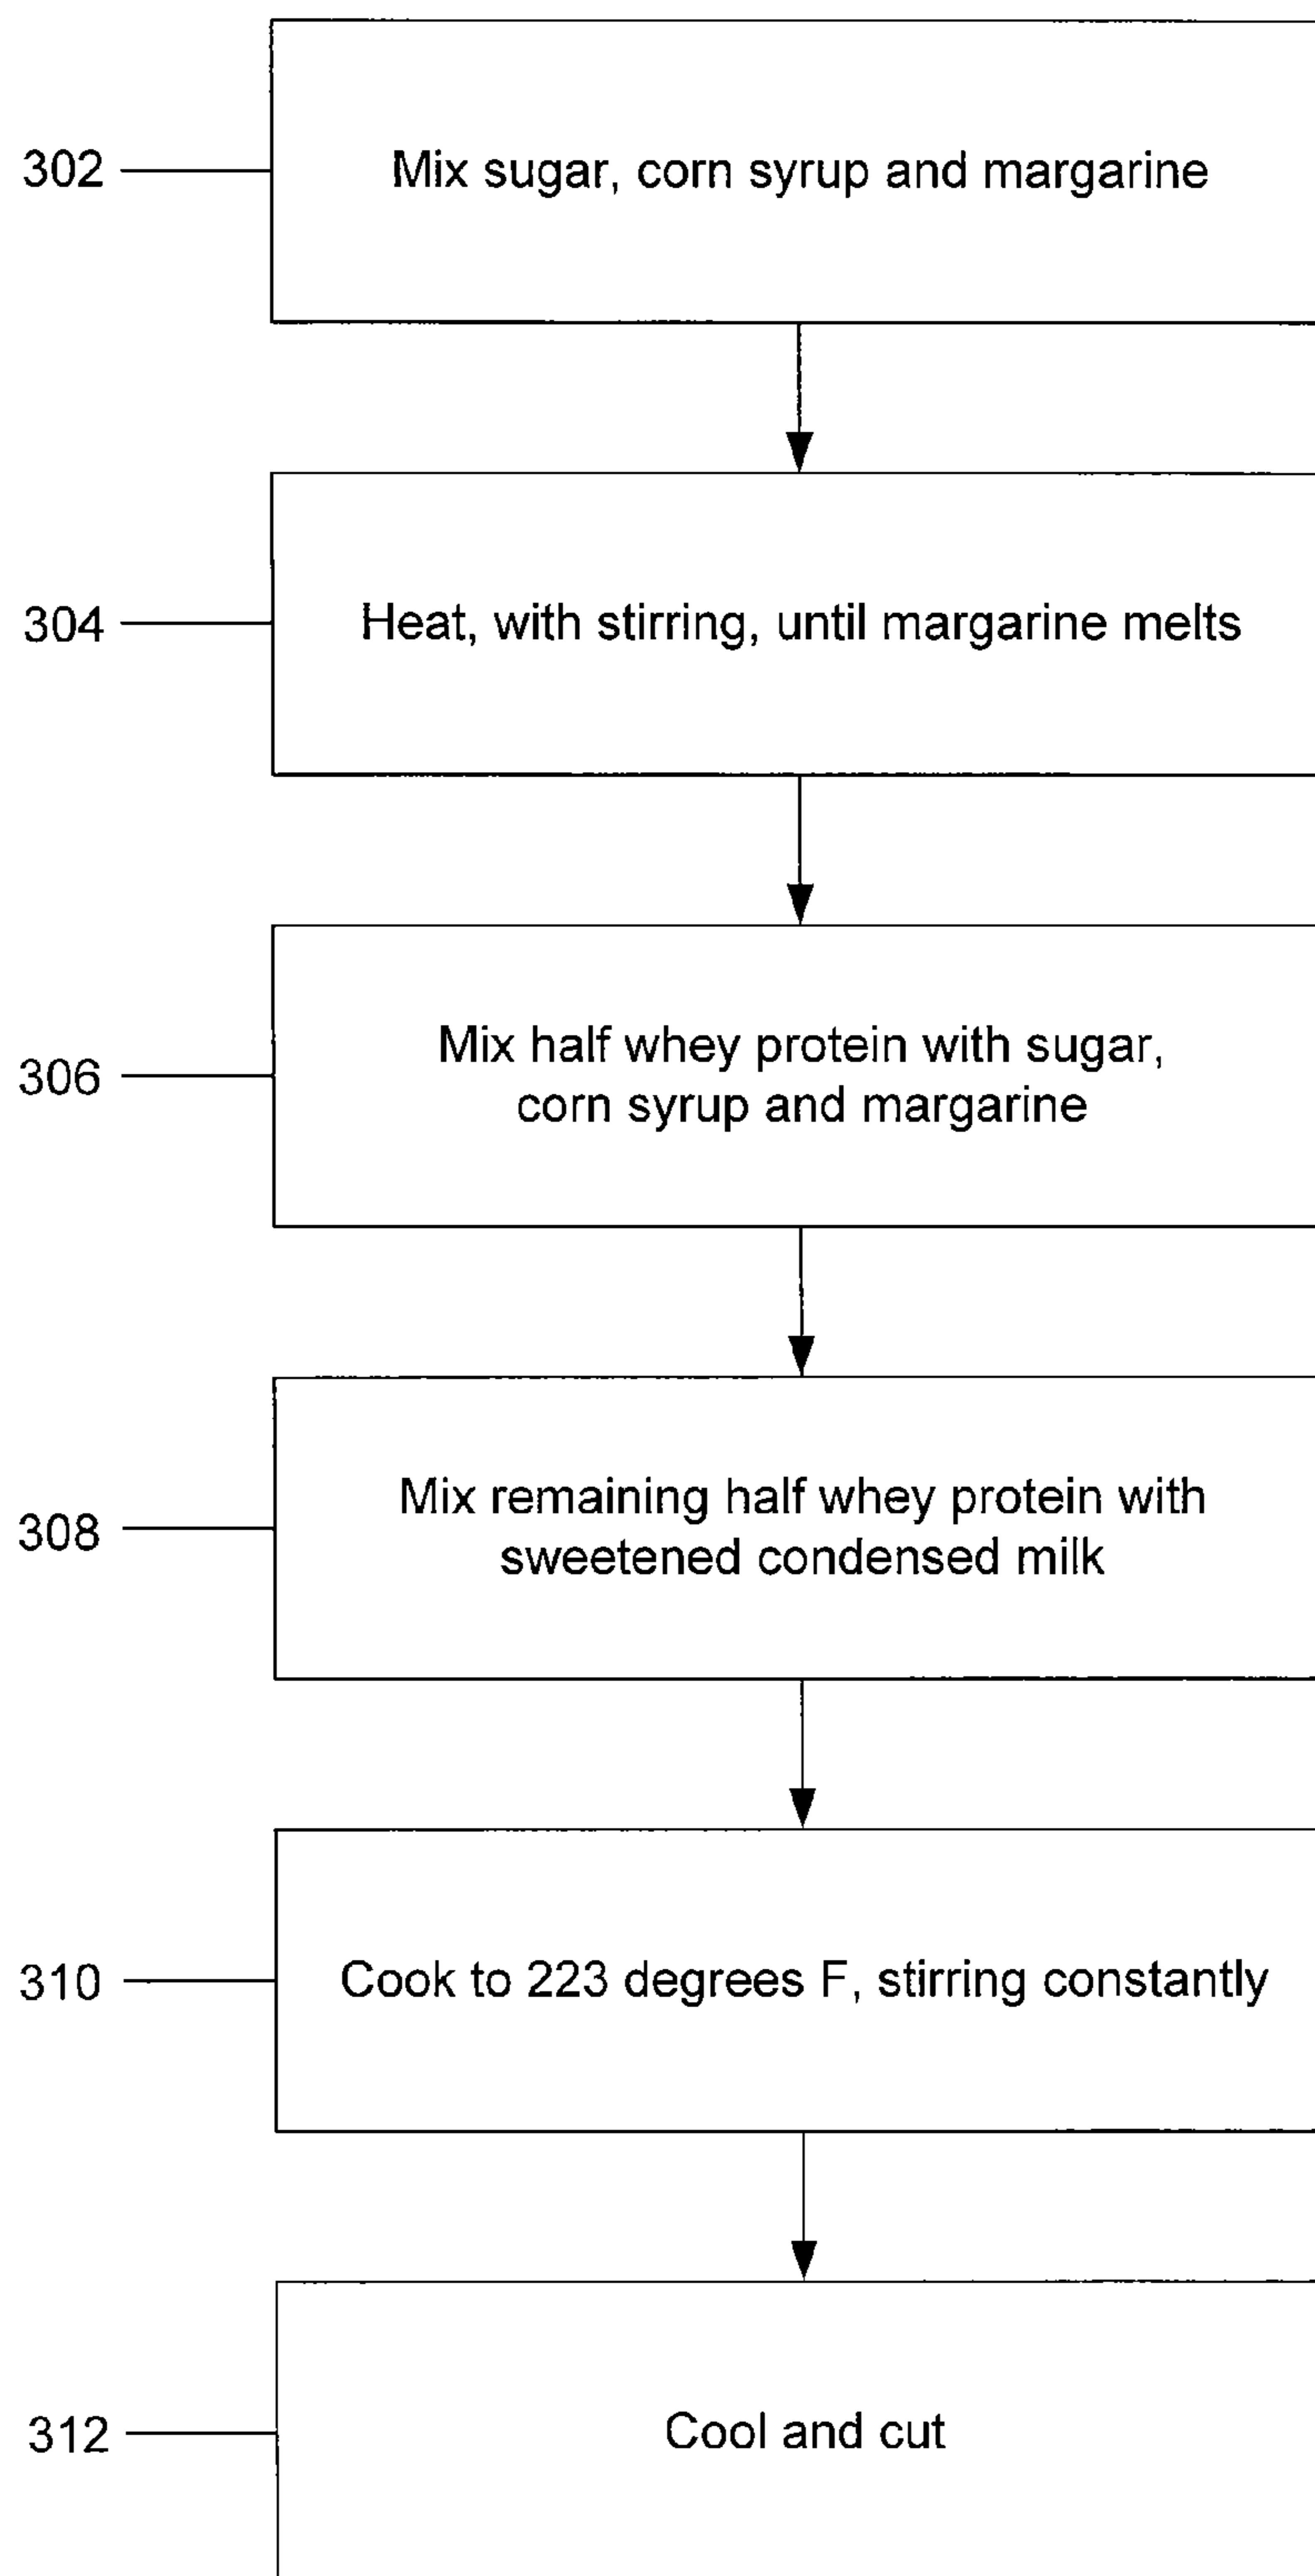 302
Mix sugar, corn syrup and margarine
304
Heat, with stirring, until margarine melts
306
Mix half whey protein with sugar,
corn syrup and margarine
308
Mix remaining half whey protein with
sweetened condensed milk
310
Cook to 223 degrees F, stirring constantly
312
Cool and cut